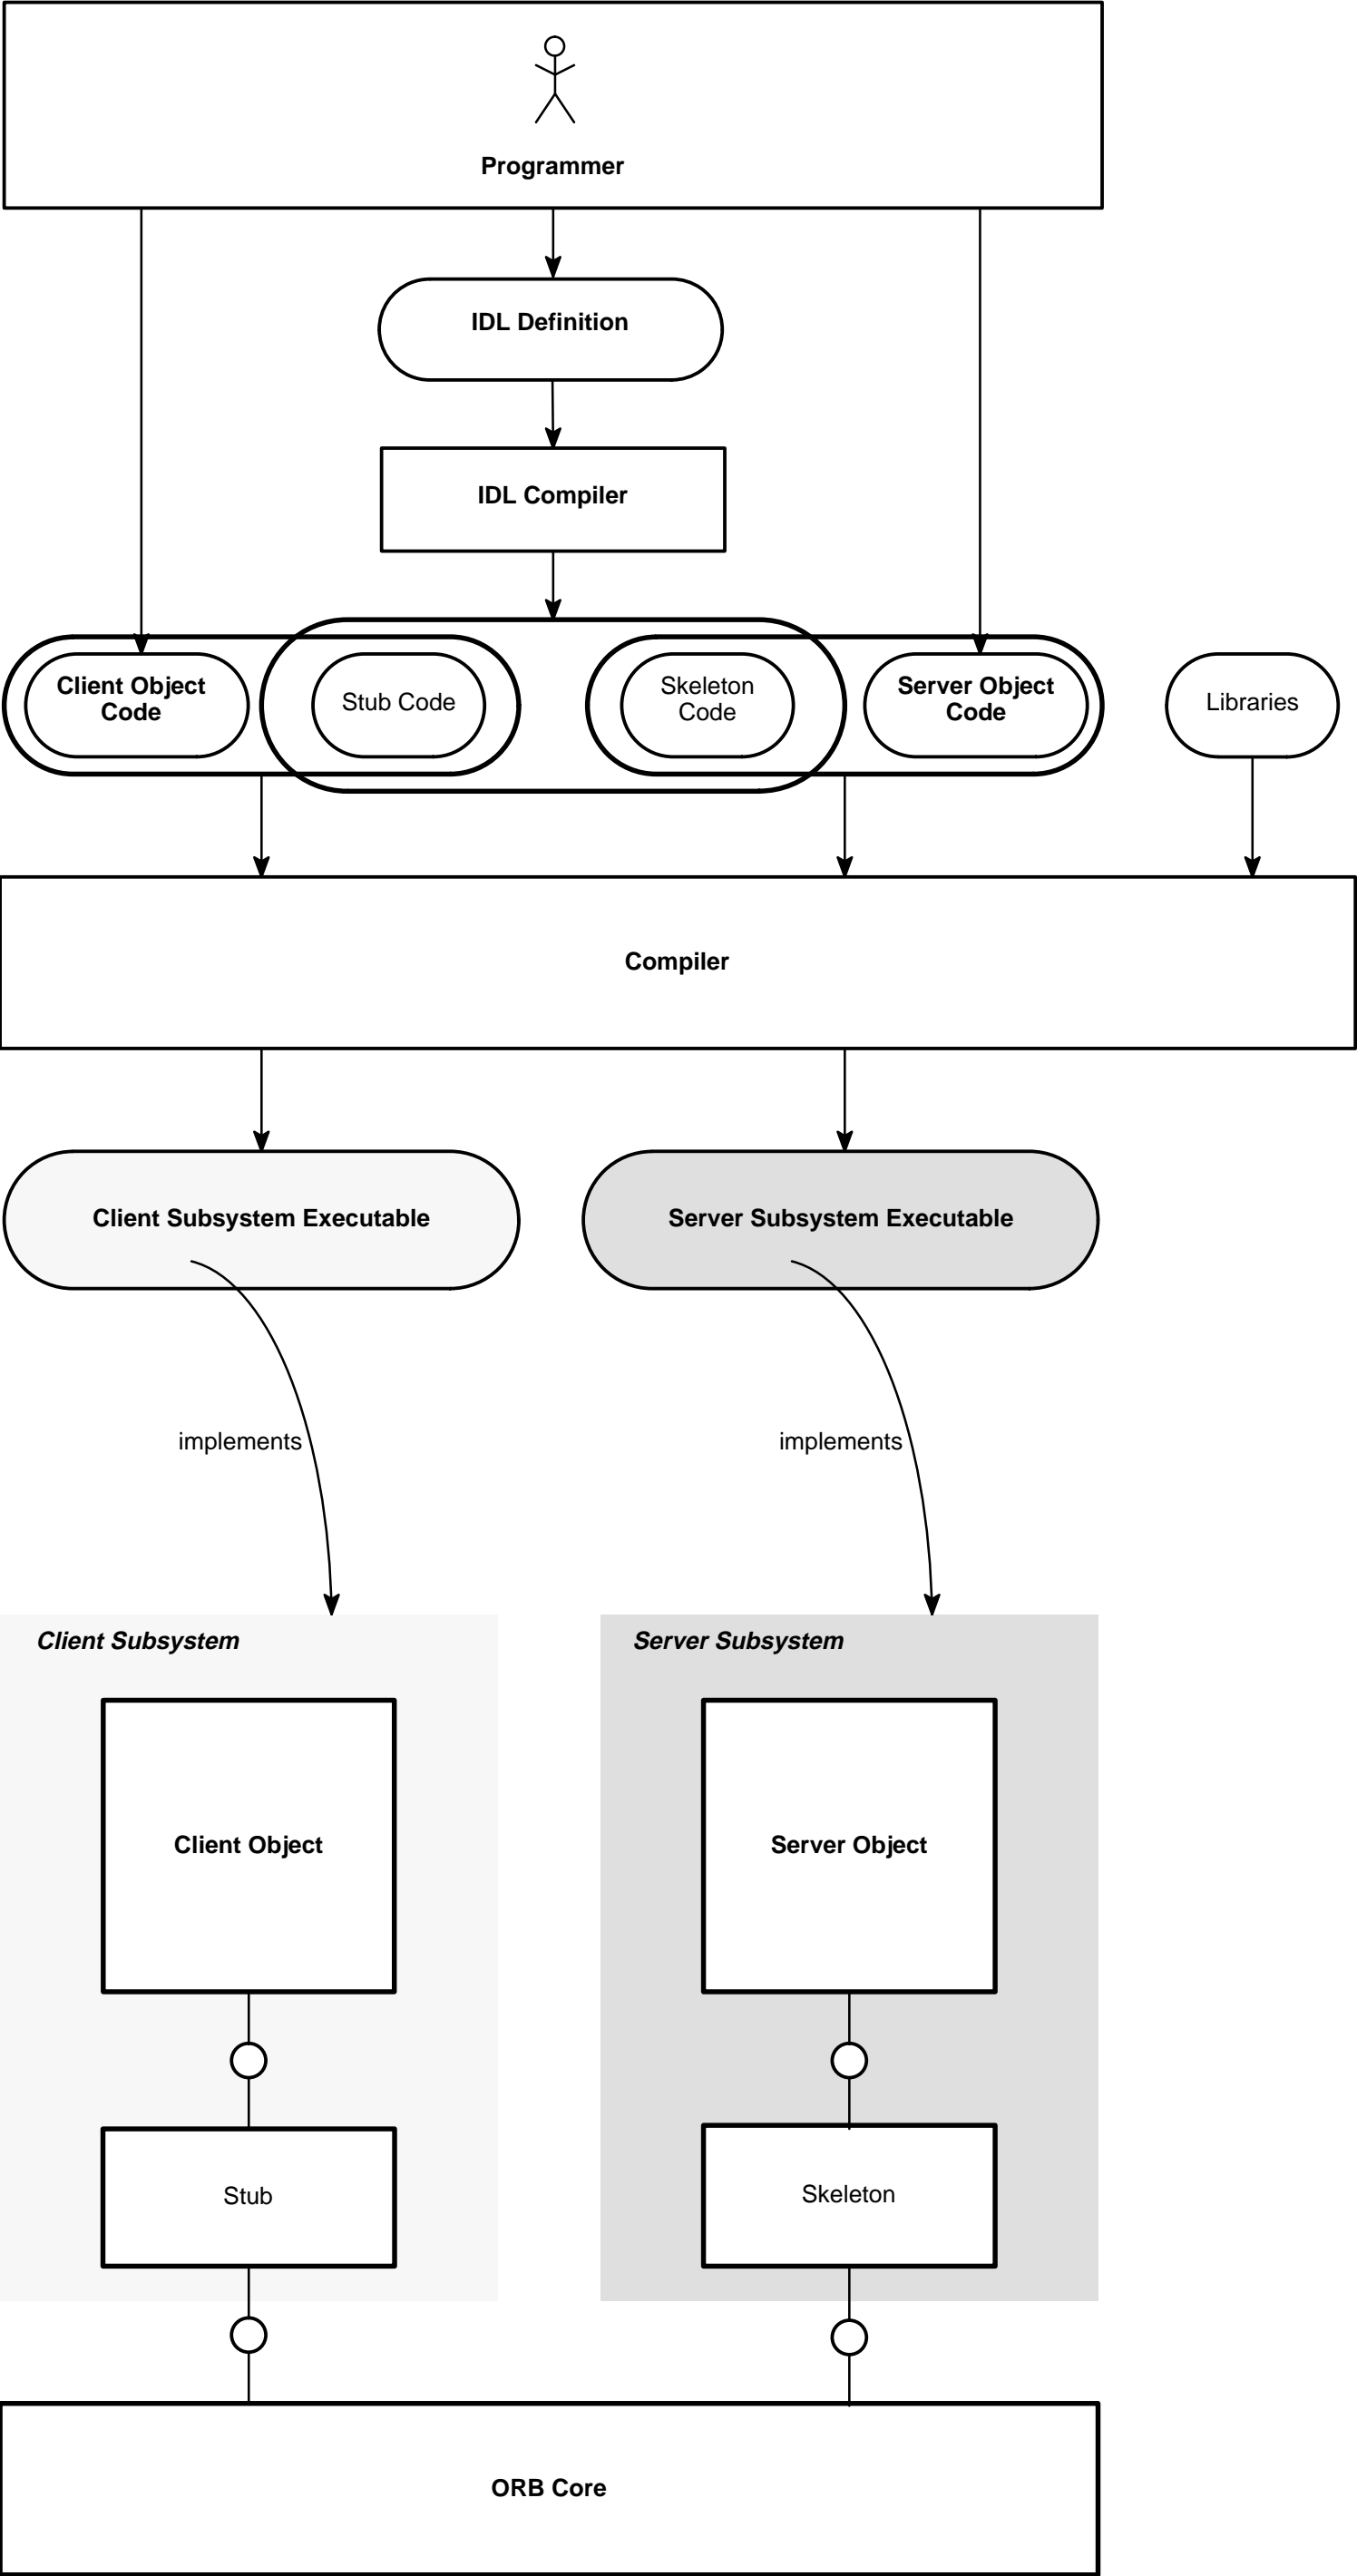 Programmer
IDL Definition
IDL Compiler
Client Object
Code
Stub Code
Skeleton
Code
Server Object
Code
Libraries
Compiler
Client Subsystem Executable
Server Subsystem Executable
implements
implements
Client Subsystem
Server Subsystem
Client Object
Server Object
Stub
Skeleton
ORB Core